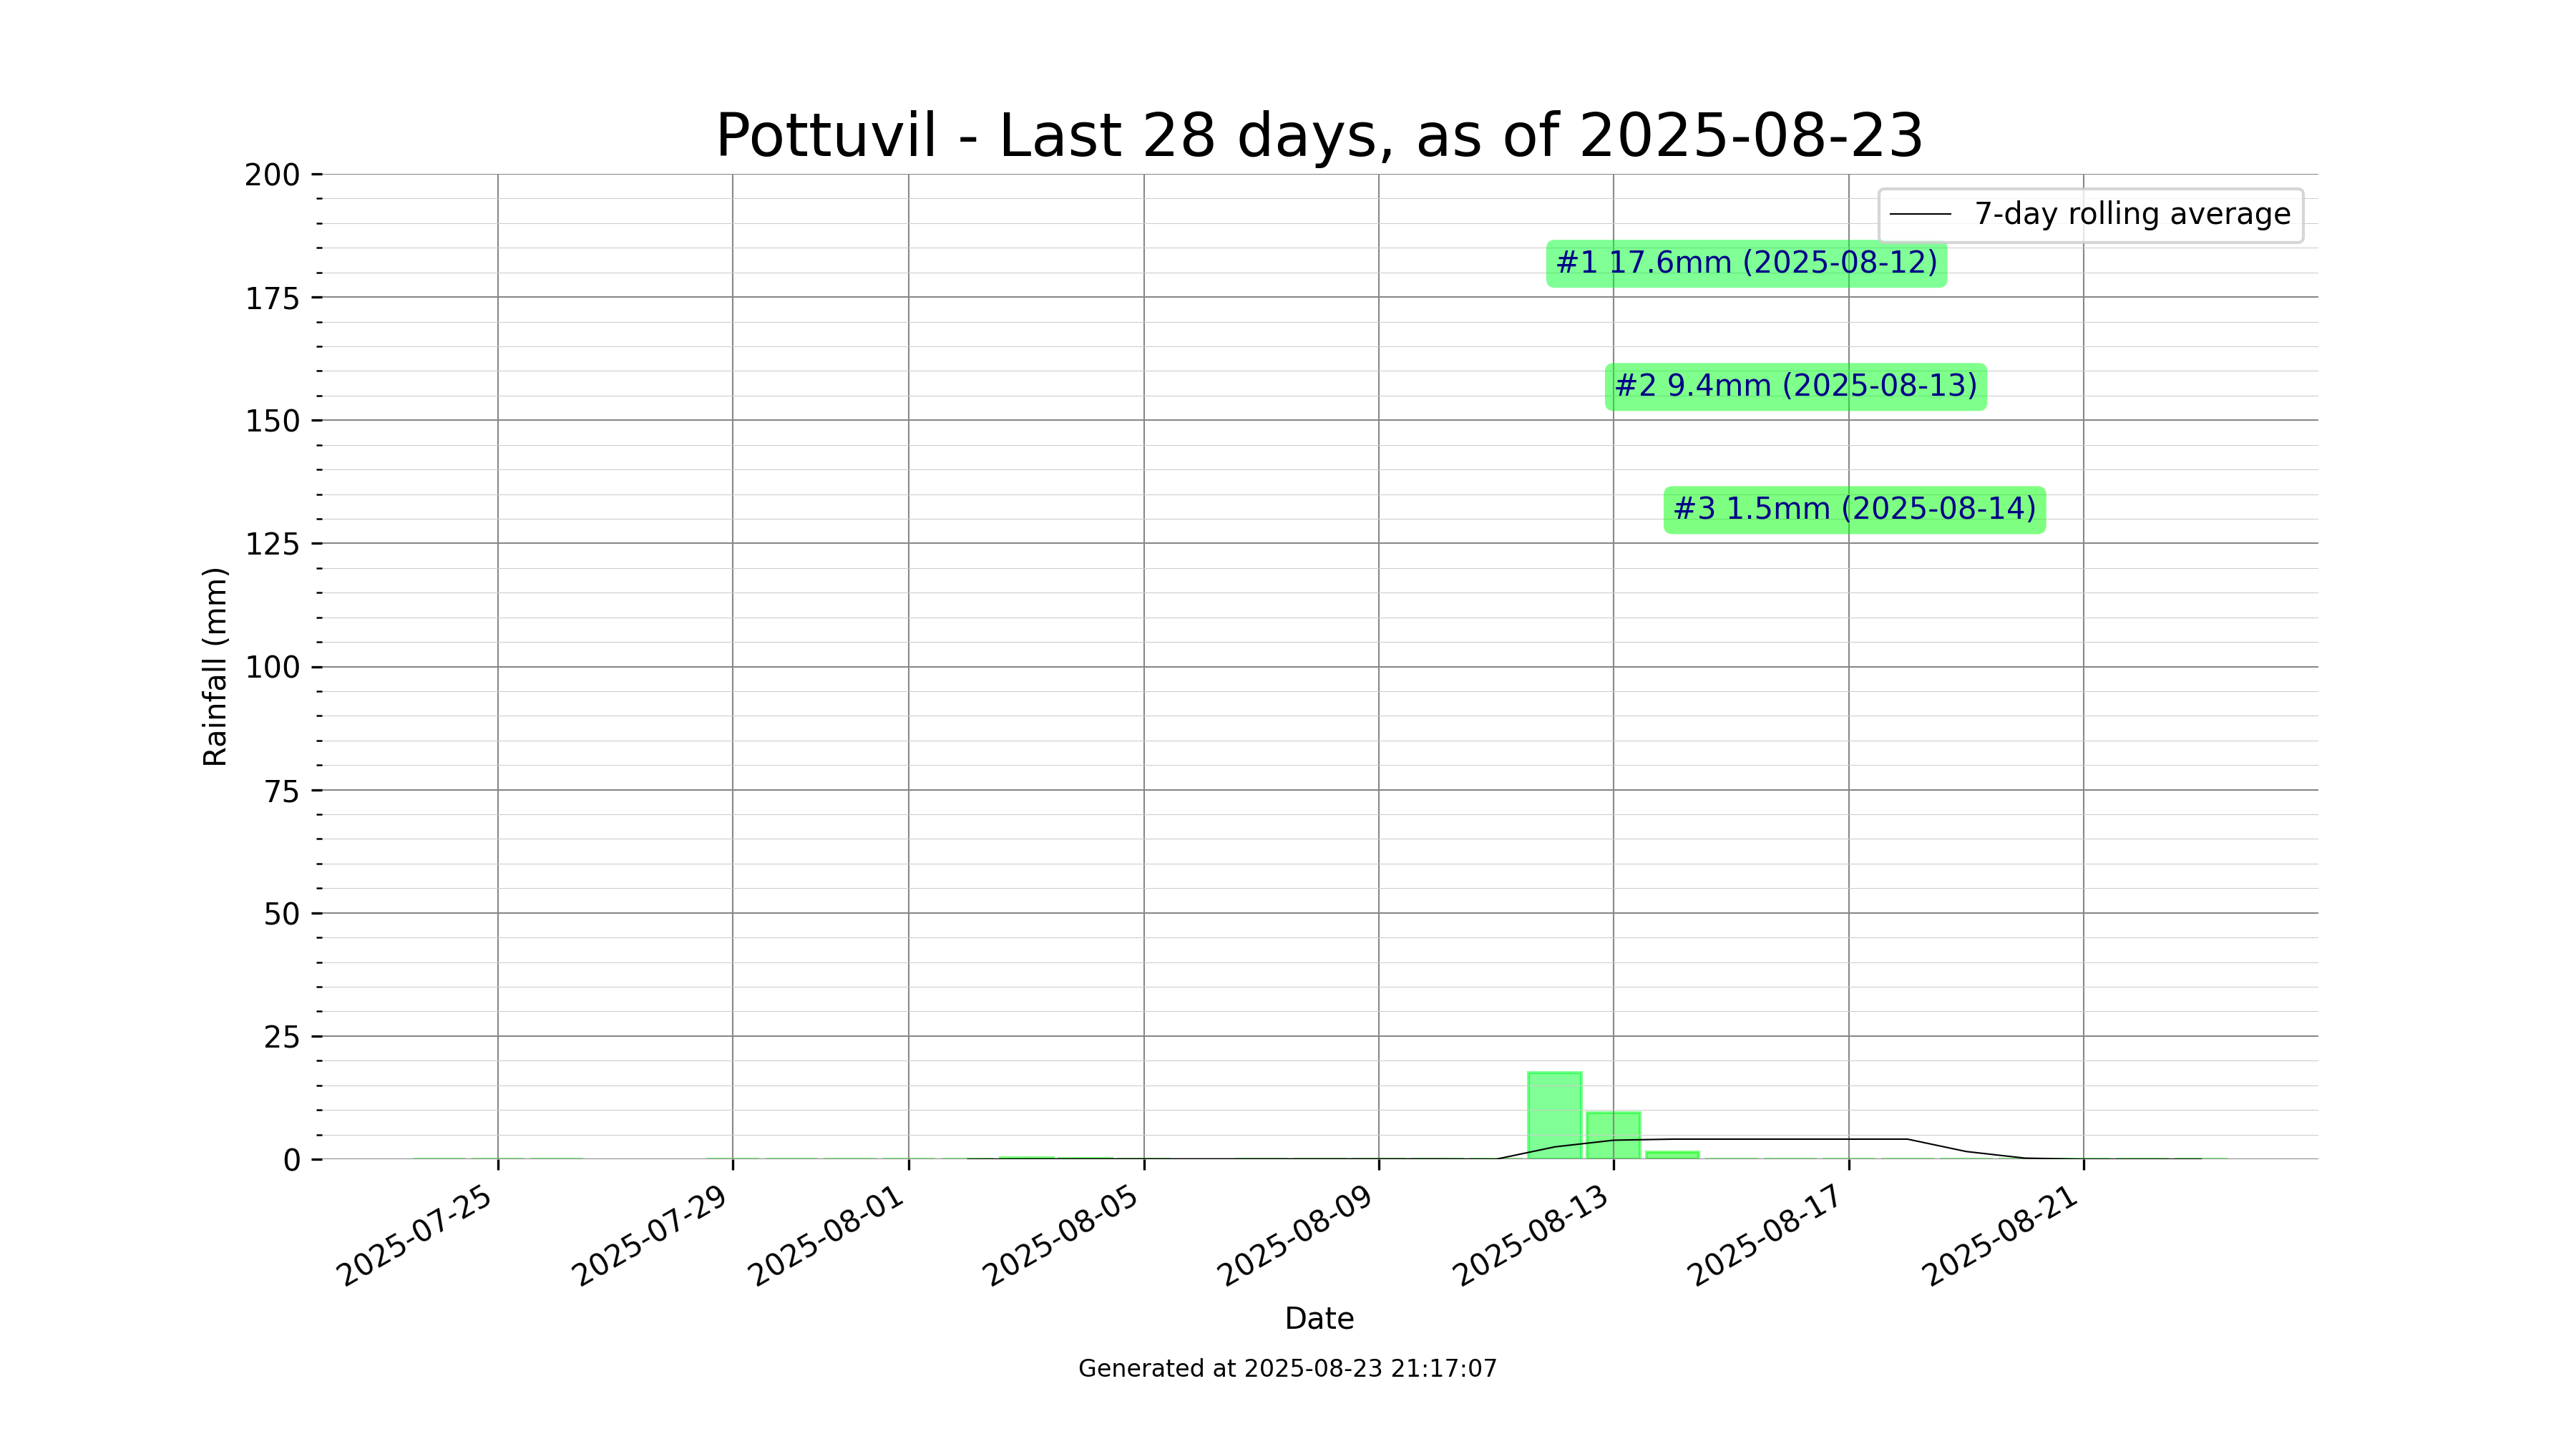 Pottuvil - Last 28 days, as of 2025-08-23
7-day rolling average
#1 17.6mm (2025-08-12)
#2 9.4mm (2025-08-13)
#3 1.5mm (2025-08-14)
Rainfall (mm)
200
175
150
125
100
75
50
25
0
2025-07-25
2025-07-29
2025-08-01
2025-08-05
2025-08-09
2025-08-13
2025-08-17
2025-08-21
Date
Generated at 2025-08-23 21:17:07